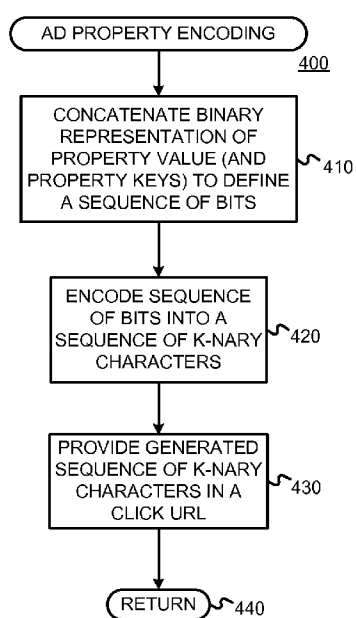 AD PROPERTY ENCODING
400
CONCATENATE BINARY
REPRESENTATION OF
PROPERTY VALUE (AND
PROPERTY KEYS) TO DEFINE
A SEQUENCE OF BITS
410
ENCODE SEQUENCE
OF BITS INTO A
SEQUENCE OF K-NARY
CHARACTERS
420
PROVIDE GENERATED
SEQUENCE OF K-NARY
CHARACTERS IN A
CLICK URL
430
RETURN
440